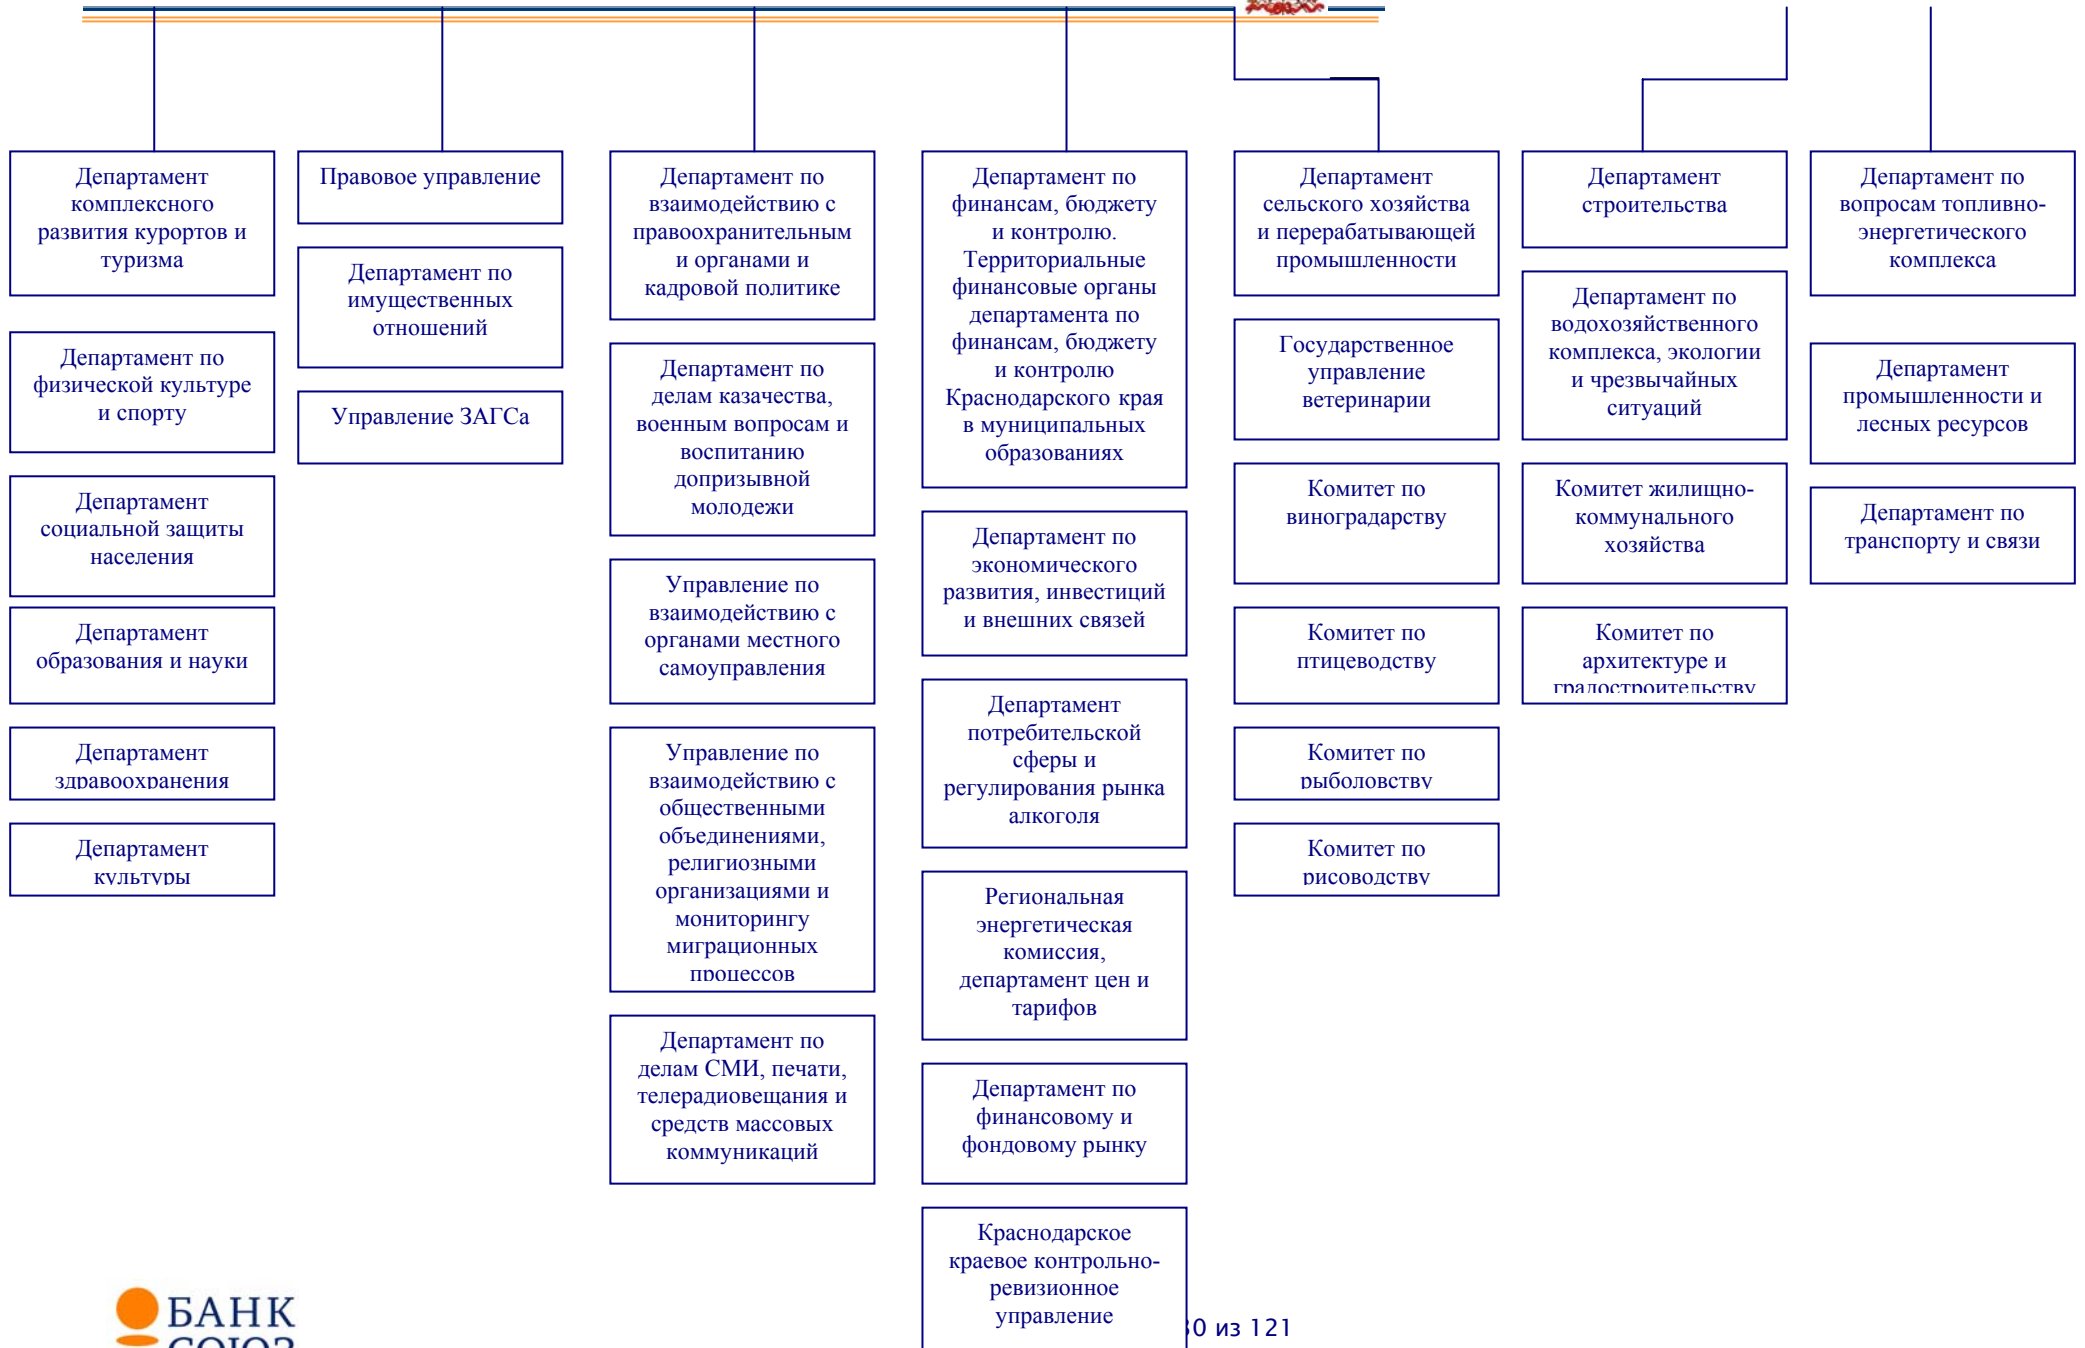 Департамент
комплексного
развития курортов и
туризма
Департамент по
физической культуре
и спорту
Департамент
социальной защиты
населения
Департамент
образования и науки
Департамент
здравоохранения
Департамент
культуры
Правовое управление
Департамент по
имущественных
отношений
Управление ЗАГСа
Департамент по
взаимодействию с
правоохранительным
и органами и
кадровой политике
Департамент по
делам казачества,
военным вопросам и
воспитанию
допризывной
молодежи
Управление по
взаимодействию с
органами местного
самоуправления
Управление по
взаимодействию с
общественными
объединениями,
религиозными
организациями и
мониторингу
миграционных
процессов
Департамент по
делам СМИ, печати,
телерадиовещания и
средств массовых
коммуникаций
Департамент по
финансам, бюджету
и контролю.
Территориальные
финансовые органы
департамента по
финансам, бюджету
и контролю
Краснодарского края
в муниципальных
образованиях
Департамент по
экономического
развития, инвестиций
и внешних связей
Департамент
потребительской
сферы и
регулирования рынка
алкоголя
Региональная
энергетическая
комиссия,
департамент цен и
тарифов
Департамент по
финансовому и
фондовому рынку
Краснодарское
краевое контрольно-
ревизионное
управление
Департамент
сельского хозяйства
и перерабатывающей
промышленности
Государственное
управление
ветеринарии
Комитет по
виноградарству
Комитет по
птицеводству
Комитет по
рыболовству
Комитет по
рисоводству
Департамент
строительства
Департамент по
водохозяйственного
комплекса, экологии
и чрезвычайных
ситуаций
Комитет жилищно-
коммунального
хозяйства
Комитет по
архитектуре и
градостроительству
Департамент по
вопросам топливно-
энергетического
комплекса
Департамент
промышленности и
лесных ресурсов
Департамент по
транспорту и связи
БАНК
СОЮЗ
из 121